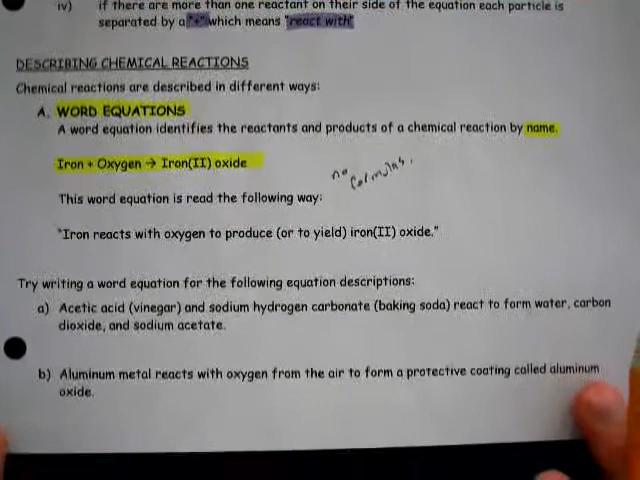 iv) if there are more than one reactant on their side of the equation each particle is
separated by a "+" which means "react with"
DESCRIBING CHEMICAL REACTIONS
Chemical reactions are described in different ways:
A. WORD EQUATIONS
A word equation identifies the reactants and products of a chemical reaction by name.
Iron + Oxygen → Iron(II) oxide
no formulas.
This word equation is read the following way:
"Iron reacts with oxygen to produce (or to yield) iron(II) oxide."
Try writing a word equation for the following equation descriptions:
a) Acetic acid (vinegar) and sodium hydrogen carbonate (baking soda) react to form water, carbon
dioxide, and sodium acetate.
b) Aluminum metal reacts with oxygen from the air to form a protective coating called aluminum
oxide.